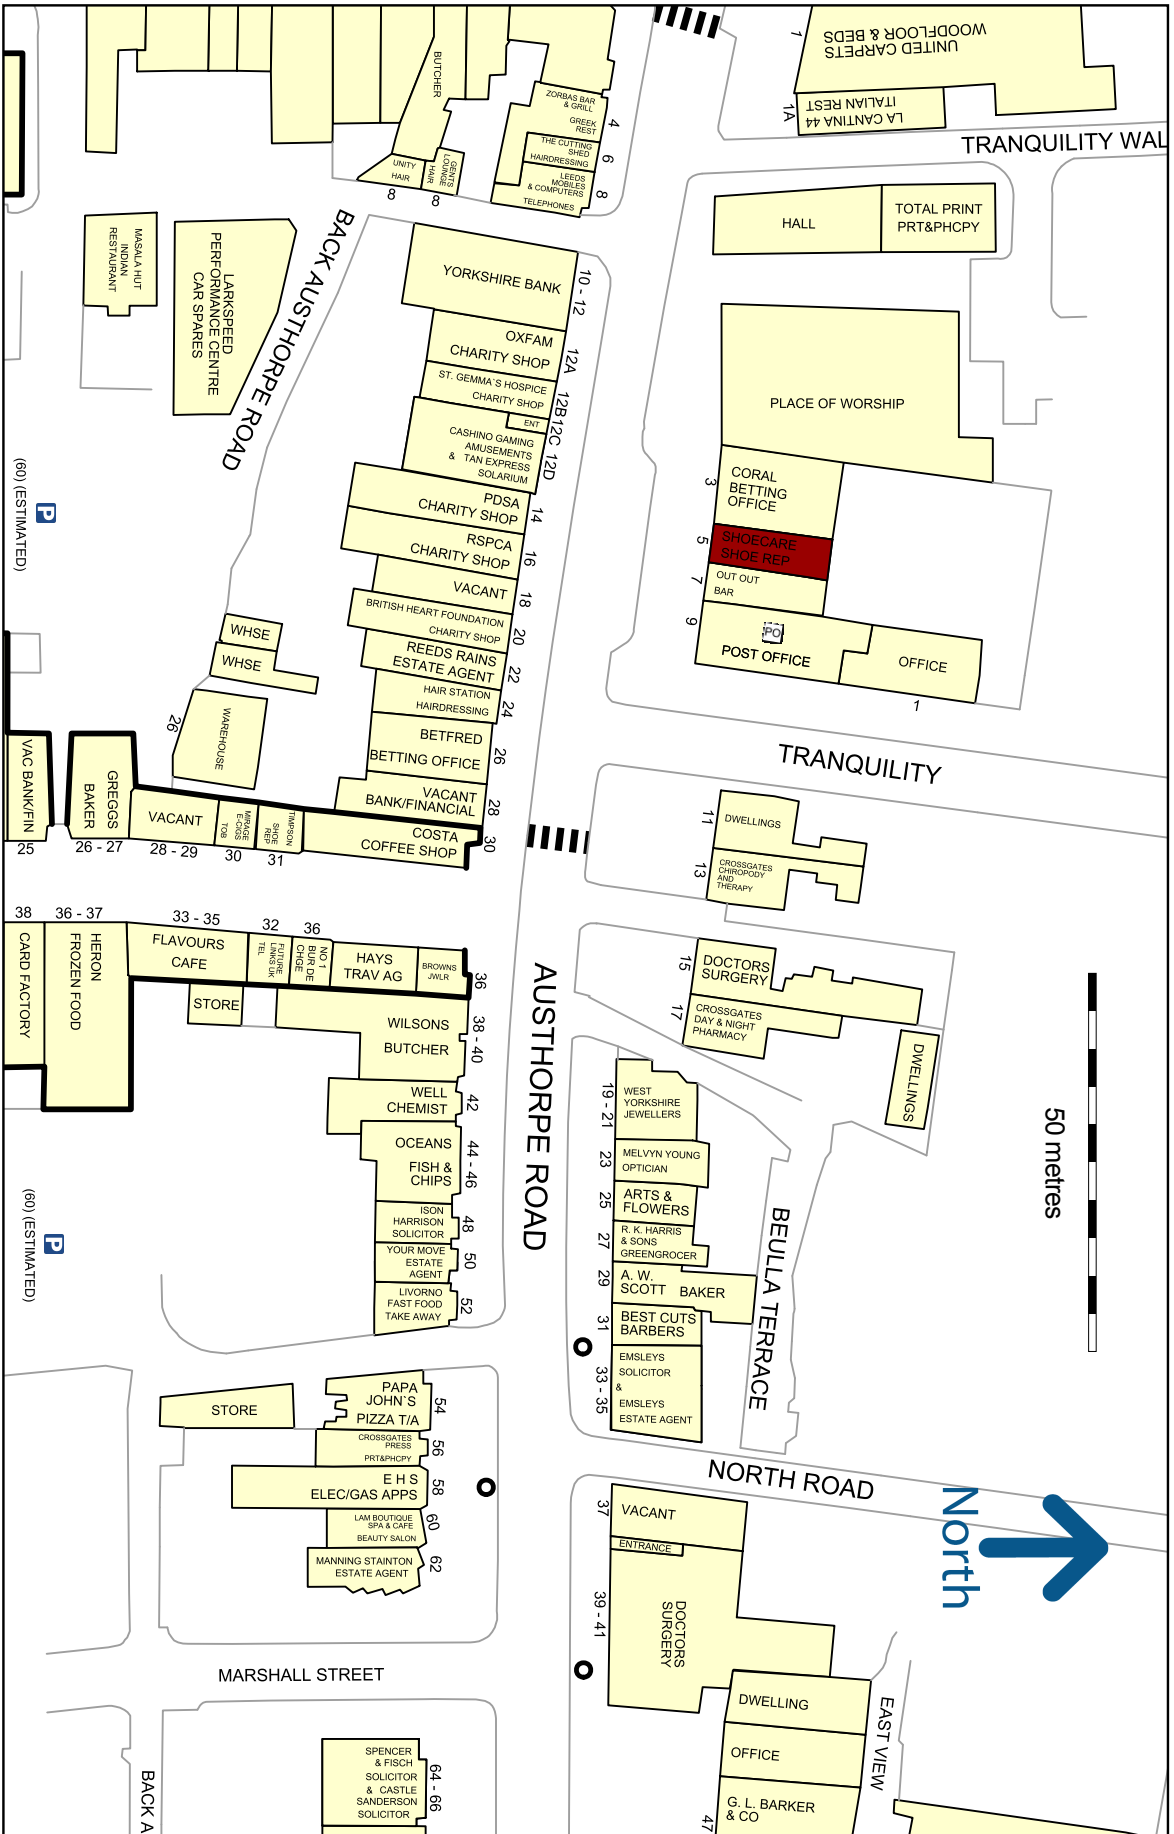 UNITED CARPETS
WOODFLOOR & BEDS
1
LA CANTINA 44
ITALIAN REST
1A
TRANQUILITY WAL
BUTCHER
ZORBAS BAR
& GRILL
GREEK
REST
4
THE CUTTING
SHED
HAIRDRESSING
6
LEEDS
MOBILES
& COMPUTERS
TELEPHONES
8
UNITY
HAIR
8
GENTS
LOUNGE
HAIR
8
HALL
TOTAL PRINT
PRT&PHCPY
MASALA HUT
INDIAN
RESTAURANT
LARKSPEED
PERFORMANCE CENTRE
CAR SPARES
BACK AUSTHORPE ROAD
YORKSHIRE BANK
10 - 12
OXFAM
CHARITY SHOP
12A
ST. GEMMA`S HOSPICE
CHARITY SHOP
12B
ENT
12C
CASHINO GAMING
AMUSEMENTS
& TAN EXPRESS
SOLARIUM
12D
PDSA
CHARITY SHOP
14
RSPCA
CHARITY SHOP
16
VACANT
18
BRITISH HEART FOUNDATION
CHARITY SHOP
20
REEDS RAINS
ESTATE AGENT
22
HAIR STATION
HAIRDRESSING
24
BETFRED
BETTING OFFICE
26
VACANT
BANK/FINANCIAL
28
COSTA
COFFEE SHOP
30
PLACE OF WORSHIP
CORAL
BETTING
OFFICE
3
SHOECARE
SHOE REP
5
OUT OUT
BAR
7
PO
POST OFFICE
9
OFFICE
1
(60) (ESTIMATED)
P
WHSE
WHSE
WAREHOUSE
26
TRANQUILITY
VAC BANK/FIN
25
GREGGS
BAKER
26 - 27
VACANT
28 - 29
MIRAGE
E-CIGS
TOB
30
TIMPSON
SHOE
REP
31
DWELLINGS
11
CROSSGATES
CHIROPODY
AND
THERAPY
13
38
CARD FACTORY
36 - 37
HERON
FROZEN FOOD
33 - 35
FLAVOURS
CAFE
32
FUTURE
LINKS UK
TEL
36
NO 1
BUR DE
CHGE
HAYS
TRAV AG
BROWNS
JWLR
36
STORE
WILSONS
BUTCHER
38 - 40
WELL
CHEMIST
42
OCEANS
FISH &
CHIPS
44 - 46
ISON
HARRISON
SOLICITOR
48
YOUR MOVE
ESTATE
AGENT
50
LIVORNO
FAST FOOD
TAKE AWAY
52
AUSTHORPE ROAD
DOCTORS
SURGERY
15
CROSSGATES
DAY & NIGHT
PHARMACY
17
DWELLINGS
50 metres
WEST
YORKSHIRE
JEWELLERS
19 - 21
MELVYN YOUNG
OPTICIAN
23
ARTS &
FLOWERS
25
R. K. HARRIS
& SONS
GREENGROCER
27
A. W.
SCOTT BAKER
29
BEST CUTS
BARBERS
31
EMSLEYS
SOLICITOR
&
EMSLEYS
ESTATE AGENT
33 - 35
BEULLA TERRACE
(60) (ESTIMATED)
P
STORE
PAPA
JOHN`S
PIZZA T/A
54
CROSSGATES
PRESS
PRT&PHCPY
56
E H S
ELEC/GAS APPS
58
LAM BOUTIQUE
SPA & CAFE
BEAUTY SALON
60
MANNING STAINTON
ESTATE AGENT
62
NORTH ROAD
North
VACANT
37
ENTRANCE
DOCTORS
SURGERY
39 - 41
DWELLING
OFFICE
G. L. BARKER
& CO
47
EAST VIEW
MARSHALL STREET
SPENCER
& FISCH
SOLICITOR
& CASTLE
SANDERSON
SOLICITOR
64 - 66
BACK A